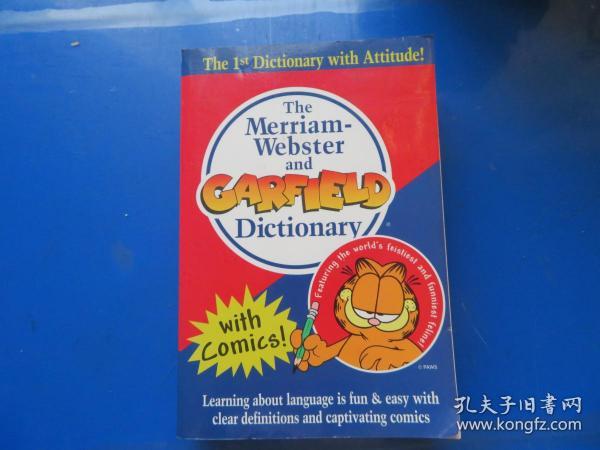 The 1st Dictionary with Attitude!
The
Merriam-
Webster
and
GARFIELD
®
Dictionary
Featuring the world's feistiest and funniest feline!
with
Comics!
© PAWS
Learning about language is fun & easy with
clear definitions and captivating comics
孔夫子旧书网
www.kongfz.com